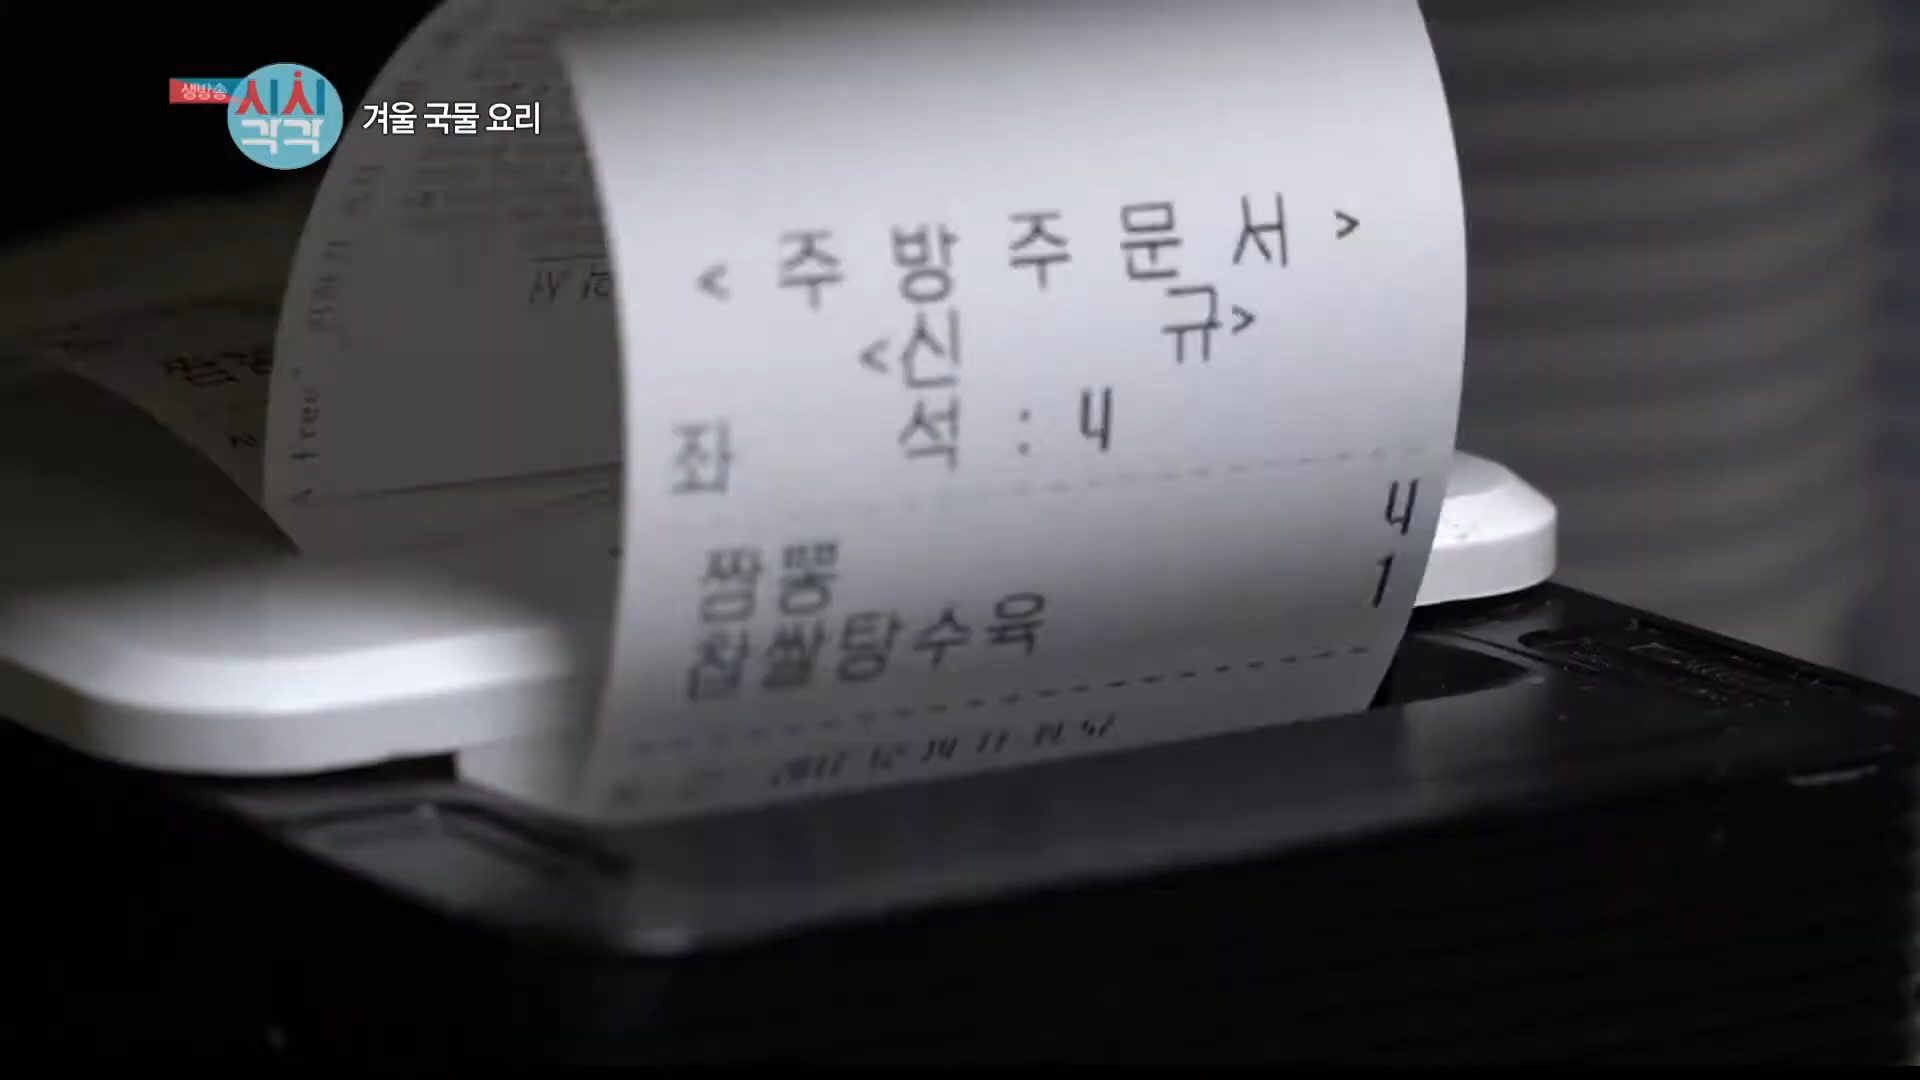 생방송
시시각각
겨울 국물 요리
< 주 방 주 문 서 >
<신 규>
좌 석 : 4
짬뽕 4
찹쌀탕수육 1